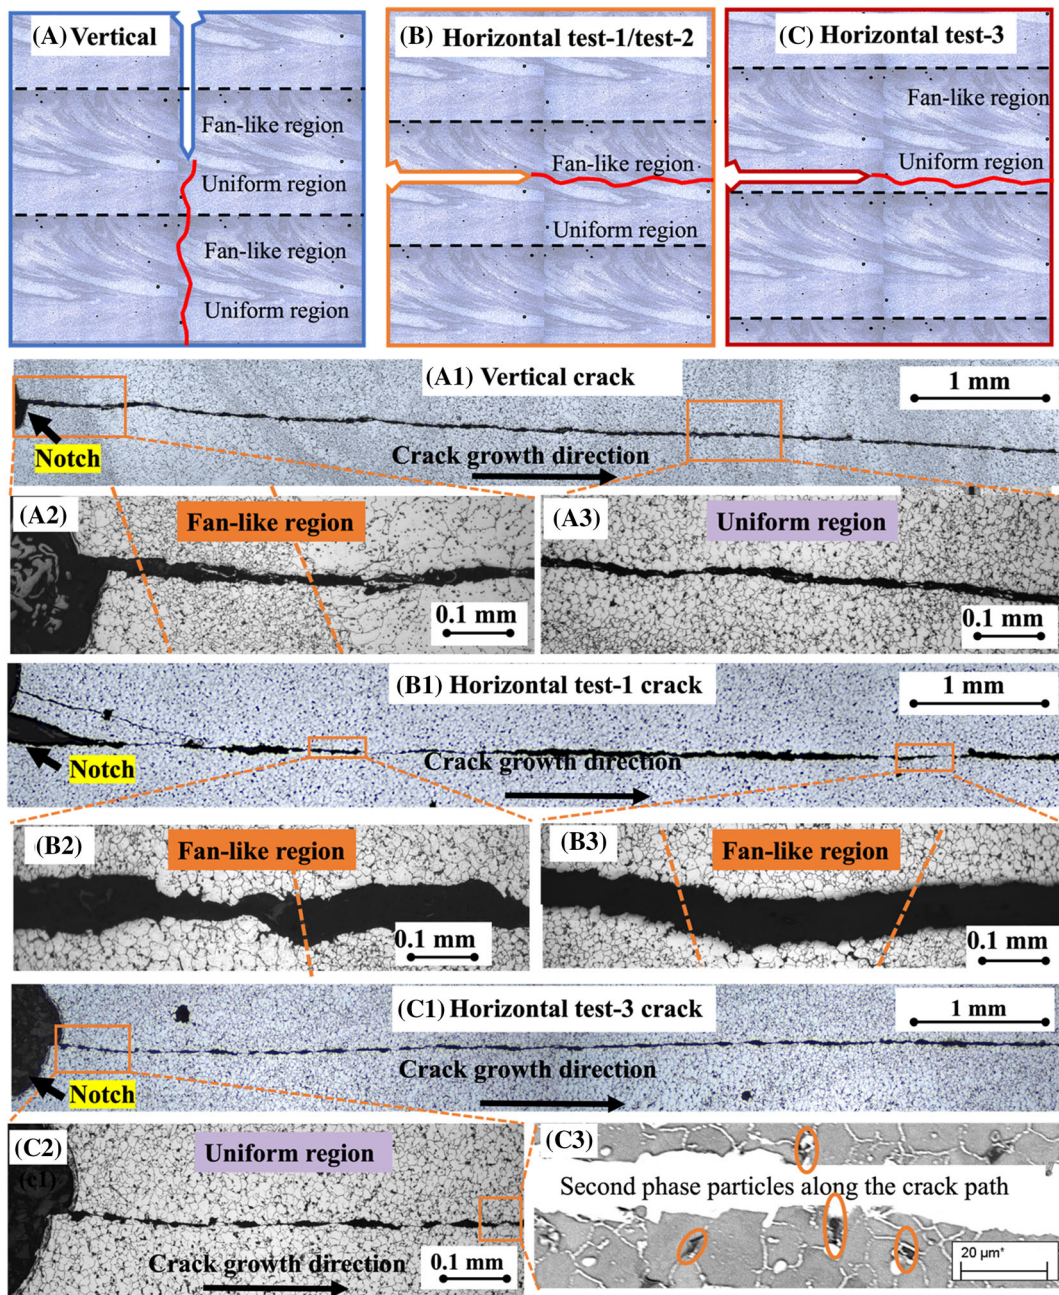 (A) Vertical
Fan-like region
Uniform region
Fan-like region
Uniform region
(B) Horizontal test-1/test-2
Fan-like region
Uniform region
(C) Horizontal test-3
Fan-like region
Uniform region
(A1) Vertical crack
1 mm
Notch
Crack growth direction
(A2)
Fan-like region
0.1 mm
(A3)
Uniform region
0.1 mm
(B1) Horizontal test-1 crack
1 mm
Notch
Crack growth direction
(B2)
Fan-like region
0.1 mm
(B3)
Fan-like region
0.1 mm
(C1) Horizontal test-3 crack
1 mm
Notch
Crack growth direction
(C2)
(c1)
Uniform region
Crack growth direction
0.1 mm
(C3)
Second phase particles along the crack path
20 µm*